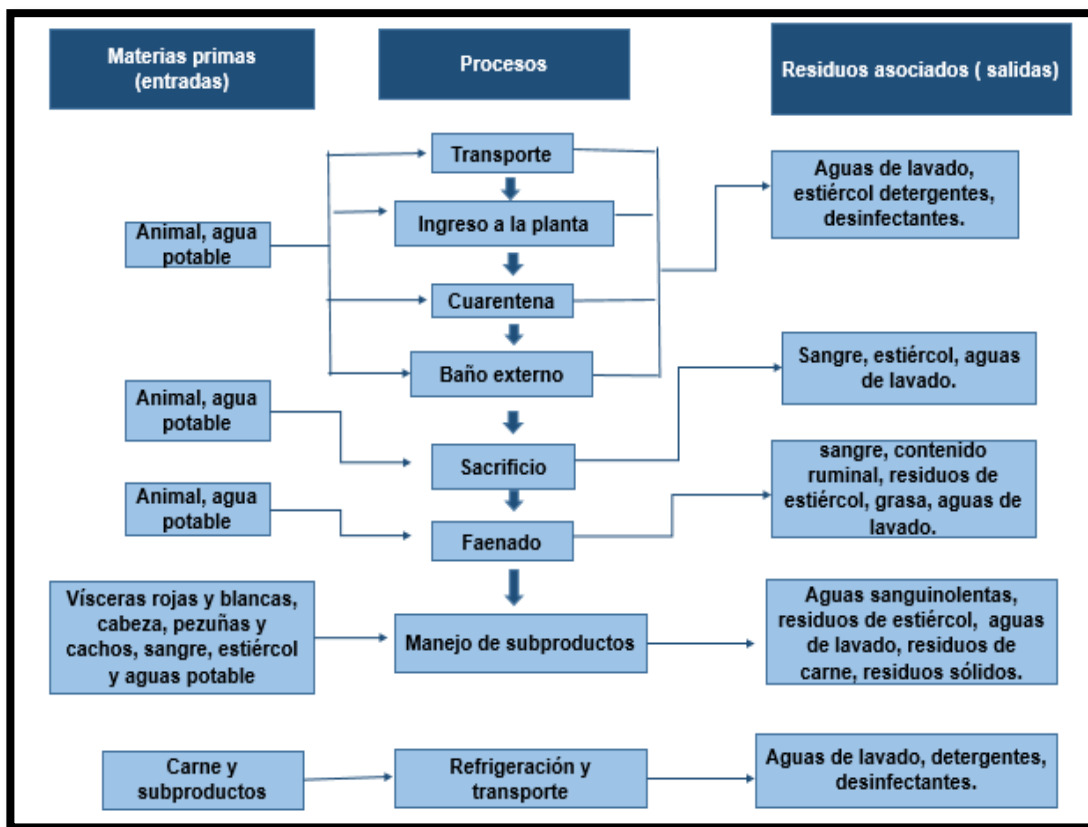 Materias primas
(entradas)
Procesos
Residuos asociados ( salidas)
Animal, agua
potable
Transporte
Ingreso a la planta
Cuarentena
Baño externo
Aguas de lavado,
estiércol detergentes,
desinfectantes.
Animal, agua
potable
Sacrificio
Sangre, estiércol, aguas
de lavado.
Animal, agua
potable
Faenado
sangre, contenido
ruminal, residuos de
estiércol, grasa, aguas de
lavado.
Vísceras rojas y blancas,
cabeza, pezuñas y
cachos, sangre, estiércol
y aguas potable
Manejo de subproductos
Aguas sanguinolentas,
residuos de estiércol, aguas
de lavado, residuos de
carne, residuos sólidos.
Carne y
subproductos
Refrigeración y
transporte
Aguas de lavado, detergentes,
desinfectantes.